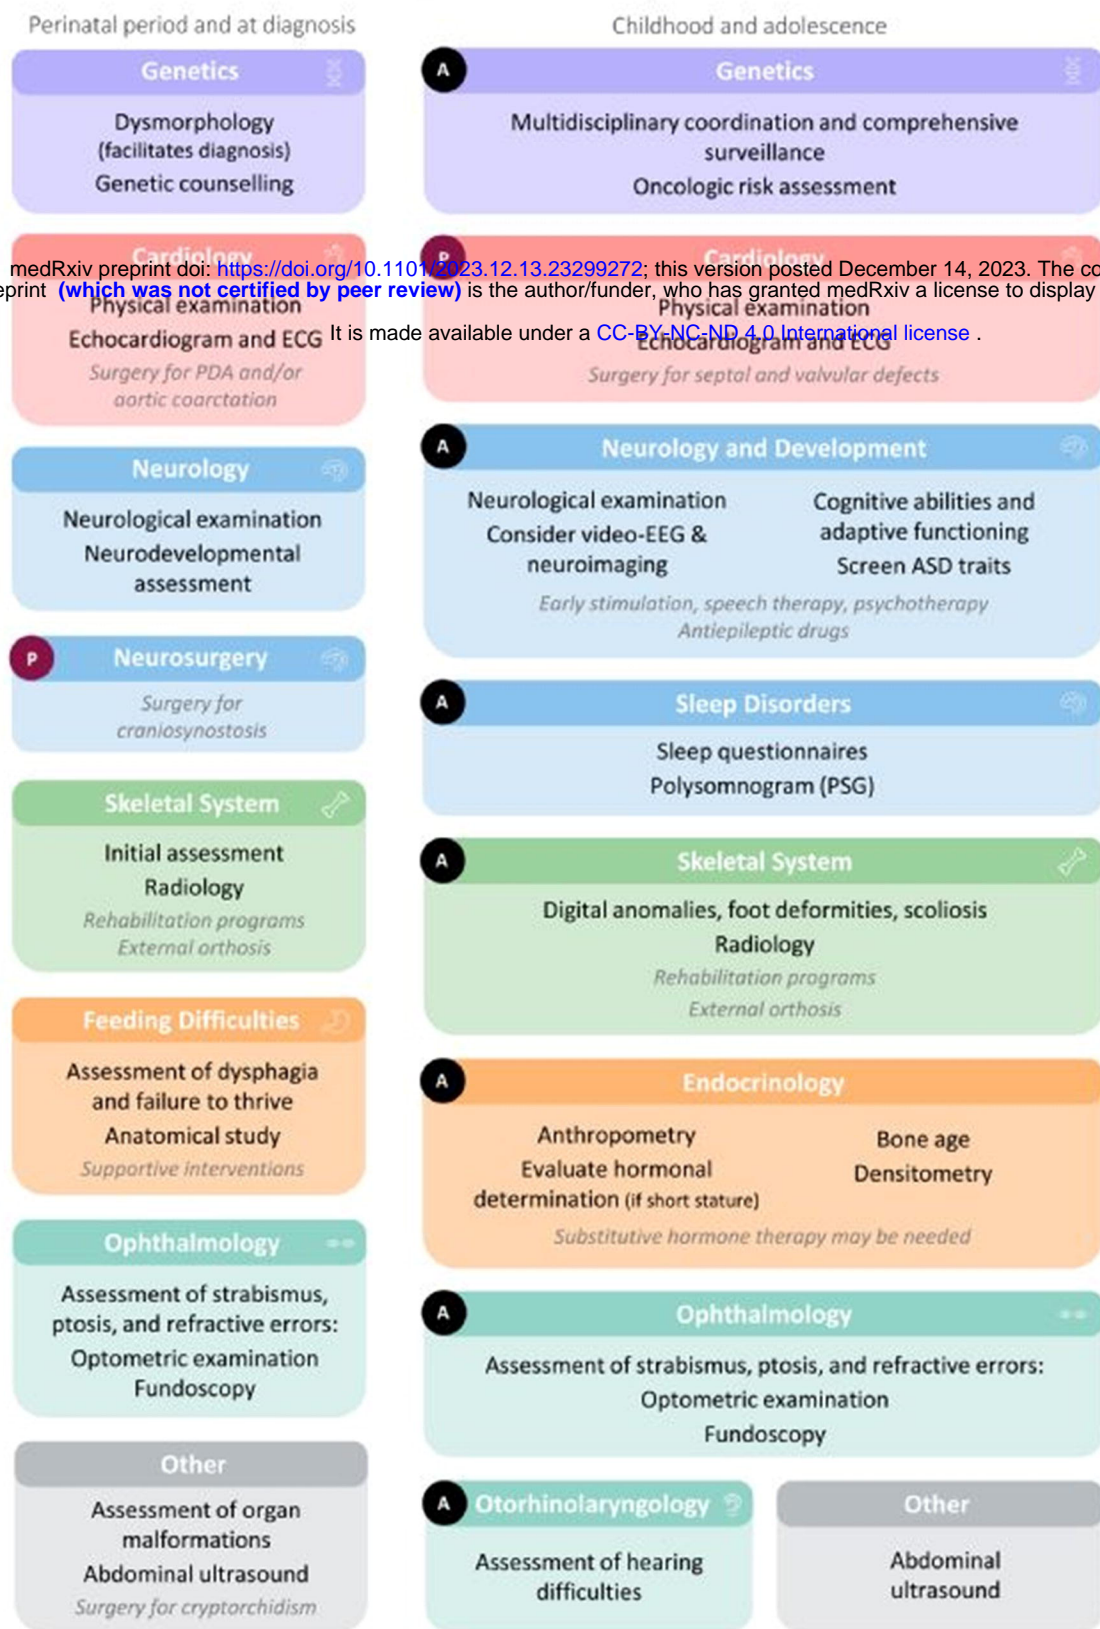 Perinatal period and at diagnosis
Genetics
Dysmorphology
(facilitates diagnosis)
Genetic counselling
Cardiology
Physical examination
Echocardiogram and ECG
Surgery for PDA and/or
aortic coarctation
Neurology
Neurological examination
Neurodevelopmental
assessment
P
Neurosurgery
Surgery for
craniosynostosis
Skeletal System
Initial assessment
Radiology
Rehabilitation programs
External orthosis
Feeding Difficulties
Assessment of dysphagia
and failure to thrive
Anatomical study
Supportive interventions
Ophthalmology
Assessment of strabismus,
ptosis, and refractive errors:
Optometric examination
Fundoscopy
Other
Assessment of organ
malformations
Abdominal ultrasound
Surgery for cryptorchidism
Childhood and adolescence
A
Genetics
Multidisciplinary coordination and comprehensive
surveillance
Oncologic risk assessment
P
Cardiology
Physical examination
Echocardiogram and ECG
Surgery for septal and valvular defects
A
Neurology and Development
Neurological examination
Consider video-EEG &
neuroimaging
Cognitive abilities and
adaptive functioning
Screen ASD traits
Early stimulation, speech therapy, psychotherapy
Antiepileptic drugs
A
Sleep Disorders
Sleep questionnaires
Polysomnogram (PSG)
A
Skeletal System
Digital anomalies, foot deformities, scoliosis
Radiology
Rehabilitation programs
External orthosis
A
Endocrinology
Anthropometry
Evaluate hormonal
determination (if short stature)
Bone age
Densitometry
Substitutive hormone therapy may be needed
A
Ophthalmology
Assessment of strabismus, ptosis, and refractive errors:
Optometric examination
Fundoscopy
A
Otorhinolaryngology
Assessment of hearing
difficulties
Other
Abdominal
ultrasound
medRxiv preprint doi: https://doi.org/10.1101/2023.12.13.23299272; this version posted December 14, 2023. The co
eprint (which was not certified by peer review) is the author/funder, who has granted medRxiv a license to display
It is made available under a CC-BY-NC-ND 4.0 International license .